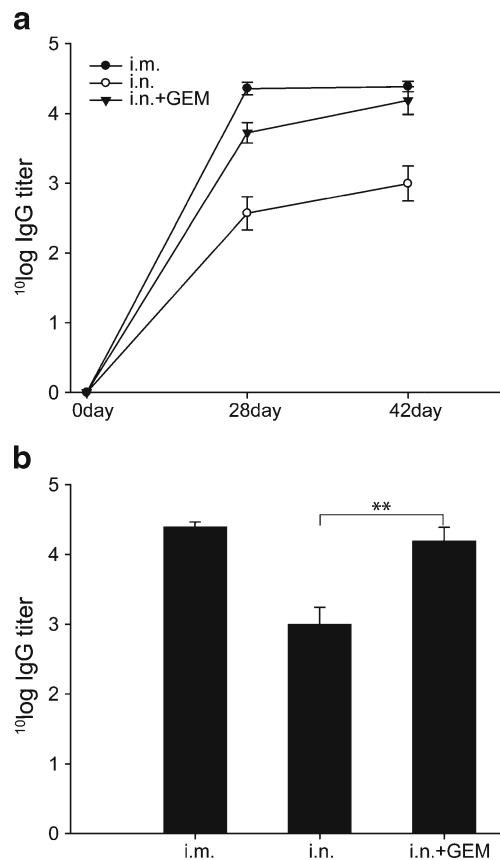 a
5
i.m.
i.n.
i.n.+GEM
4
3
2
1
0
¹⁰log IgG titer
0day 28day 42day
b
5
**
4
3
2
1
0
¹⁰log IgG titer
i.m. i.n. i.n.+GEM